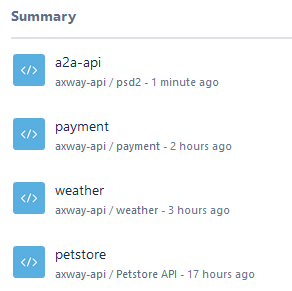 Summary
a2a-api
axway-api / psd2 - 1 minute ago
payment
axway-api / payment - 2 hours ago
weather
axway-api / weather - 3 hours ago
petstore
axway-api / Petstore API - 17 hours ago